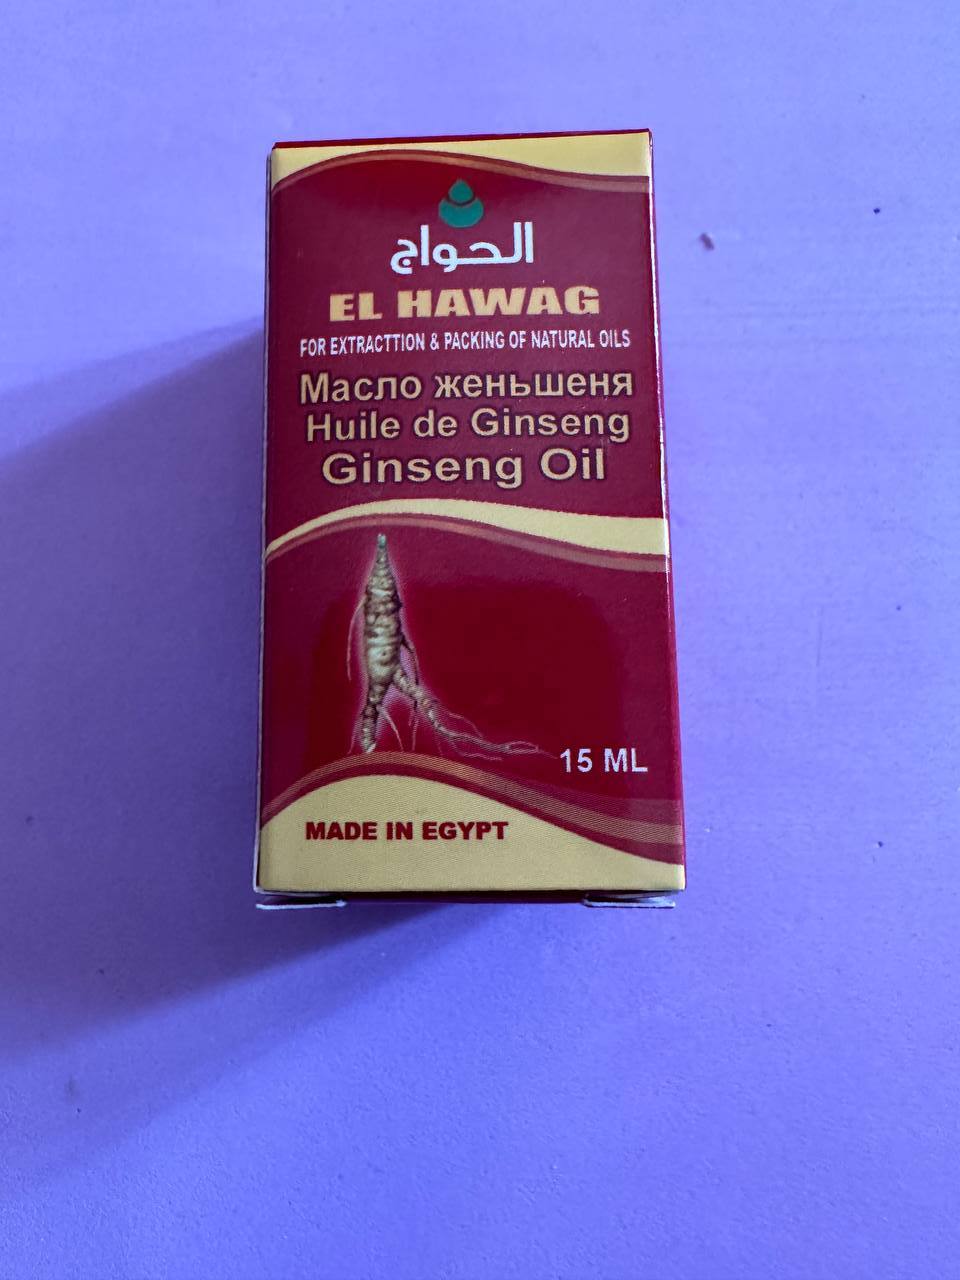 الحواج
EL HAWAG
FOR EXTRACTTION & PACKING OF NATURAL OILS
Масло женьшеня
Huile de Ginseng
Ginseng Oil
15 ML
MADE IN EGYPT